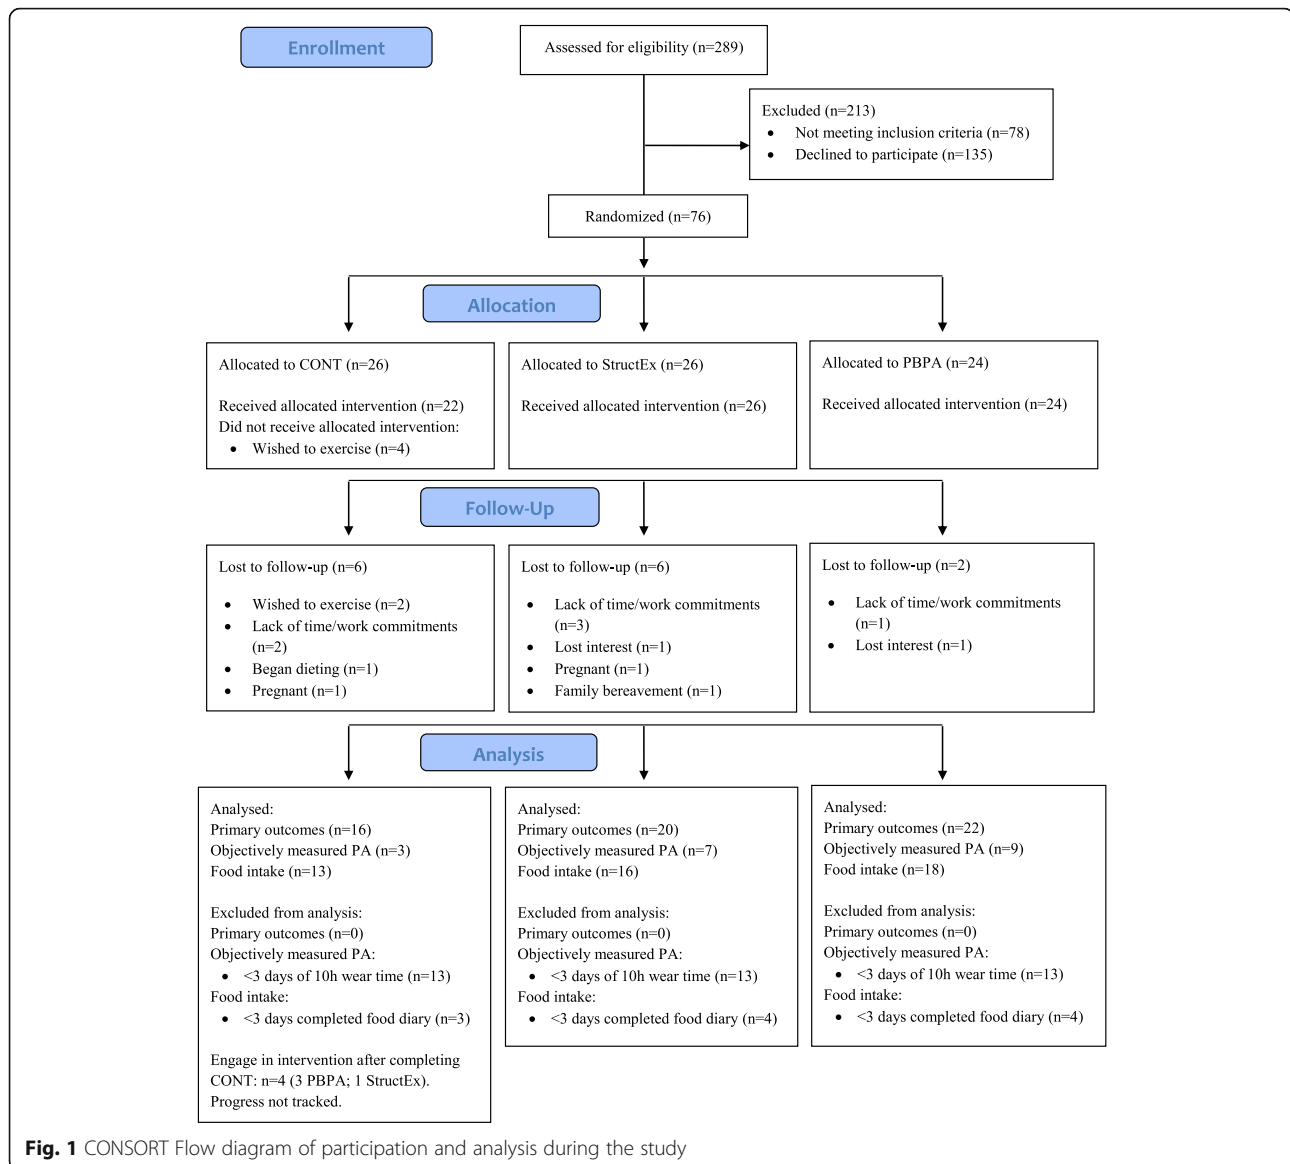 Enrollment
Assessed for eligibility (n=289)
Excluded (n=213)
• Not meeting inclusion criteria (n=78)
• Declined to participate (n=135)
Randomized (n=76)
Allocation
Allocated to CONT (n=26)
Received allocated intervention (n=22)
Did not receive allocated intervention:
• Wished to exercise (n=4)
Allocated to StructEx (n=26)
Received allocated intervention (n=26)
Allocated to PBPA (n=24)
Received allocated intervention (n=24)
Follow-Up
Lost to follow-up (n=6)
• Wished to exercise (n=2)
• Lack of time/work commitments
(n=2)
• Began dieting (n=1)
• Pregnant (n=1)
Lost to follow-up (n=6)
• Lack of time/work commitments
(n=3)
• Lost interest (n=1)
• Pregnant (n=1)
• Family bereavement (n=1)
Lost to follow-up (n=2)
• Lack of time/work commitments
(n=1)
• Lost interest (n=1)
Analysis
Analysed:
Primary outcomes (n=16)
Objectively measured PA (n=3)
Food intake (n=13)
Excluded from analysis:
Primary outcomes (n=0)
Objectively measured PA:
• <3 days of 10h wear time (n=13)
Food intake:
• <3 days completed food diary (n=3)
Engage in intervention after completing
CONT: n=4 (3 PBPA; 1 StructEx).
Progress not tracked.
Analysed:
Primary outcomes (n=20)
Objectively measured PA (n=7)
Food intake (n=16)
Excluded from analysis:
Primary outcomes (n=0)
Objectively measured PA:
• <3 days of 10h wear time (n=13)
Food intake:
• <3 days completed food diary (n=4)
Analysed:
Primary outcomes (n=22)
Objectively measured PA (n=9)
Food intake (n=18)
Excluded from analysis:
Primary outcomes (n=0)
Objectively measured PA:
• <3 days of 10h wear time (n=13)
Food intake:
• <3 days completed food diary (n=4)
Fig. 1 CONSORT Flow diagram of participation and analysis during the study